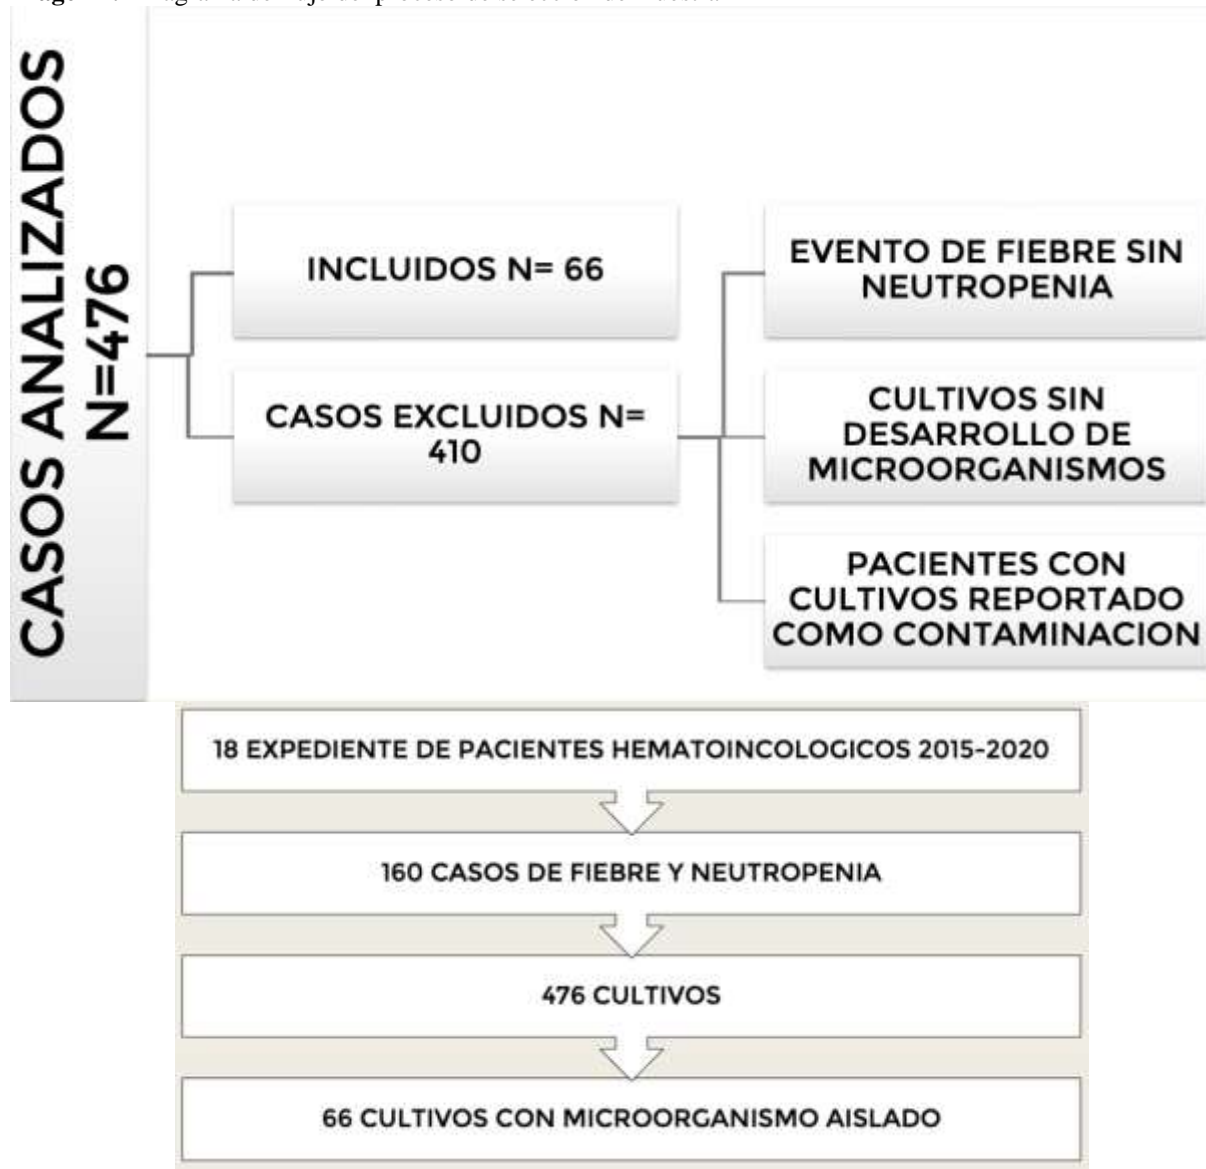 CASOS ANALIZADOS
N=476
INCLUIDOS N= 66
CASOS EXCLUIDOS N=
410
EVENTO DE FIEBRE SIN
NEUTROPENIA
CULTIVOS SIN
DESARROLLO DE
MICROORGANISMOS
PACIENTES CON
CULTIVOS REPORTADO
COMO CONTAMINACION
18 EXPEDIENTE DE PACIENTES HEMATOINCOLOGICOS 2015-2020
160 CASOS DE FIEBRE Y NEUTROPENIA
476 CULTIVOS
66 CULTIVOS CON MICROORGANISMO AISLADO